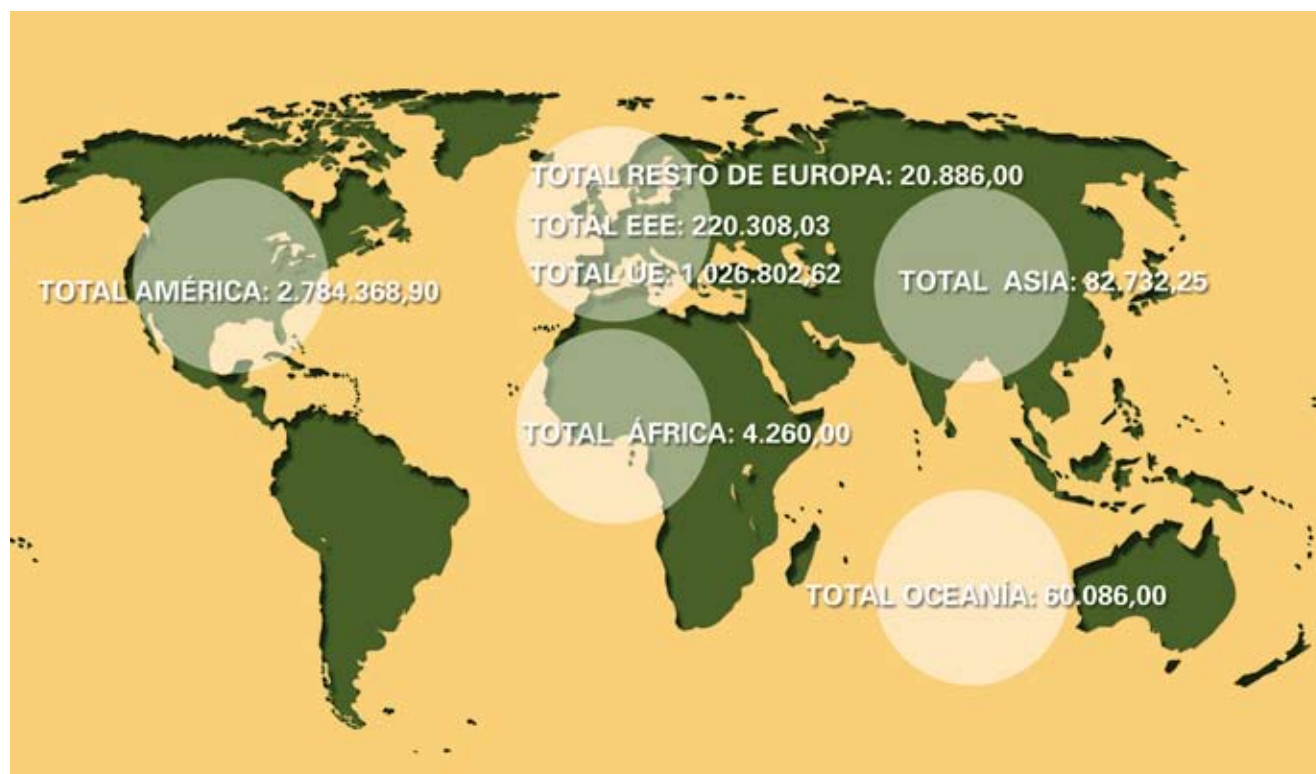 TOTAL RESTO DE EUROPA: 20.886,00
TOTAL EEE: 220.308,03
TOTAL UE: 1.026.802,62
TOTAL AMÉRICA: 2.784.368,90
TOTAL ASIA: 82.732,25
TOTAL ÁFRICA: 4.260,00
TOTAL OCEANÍA: 60.086,00